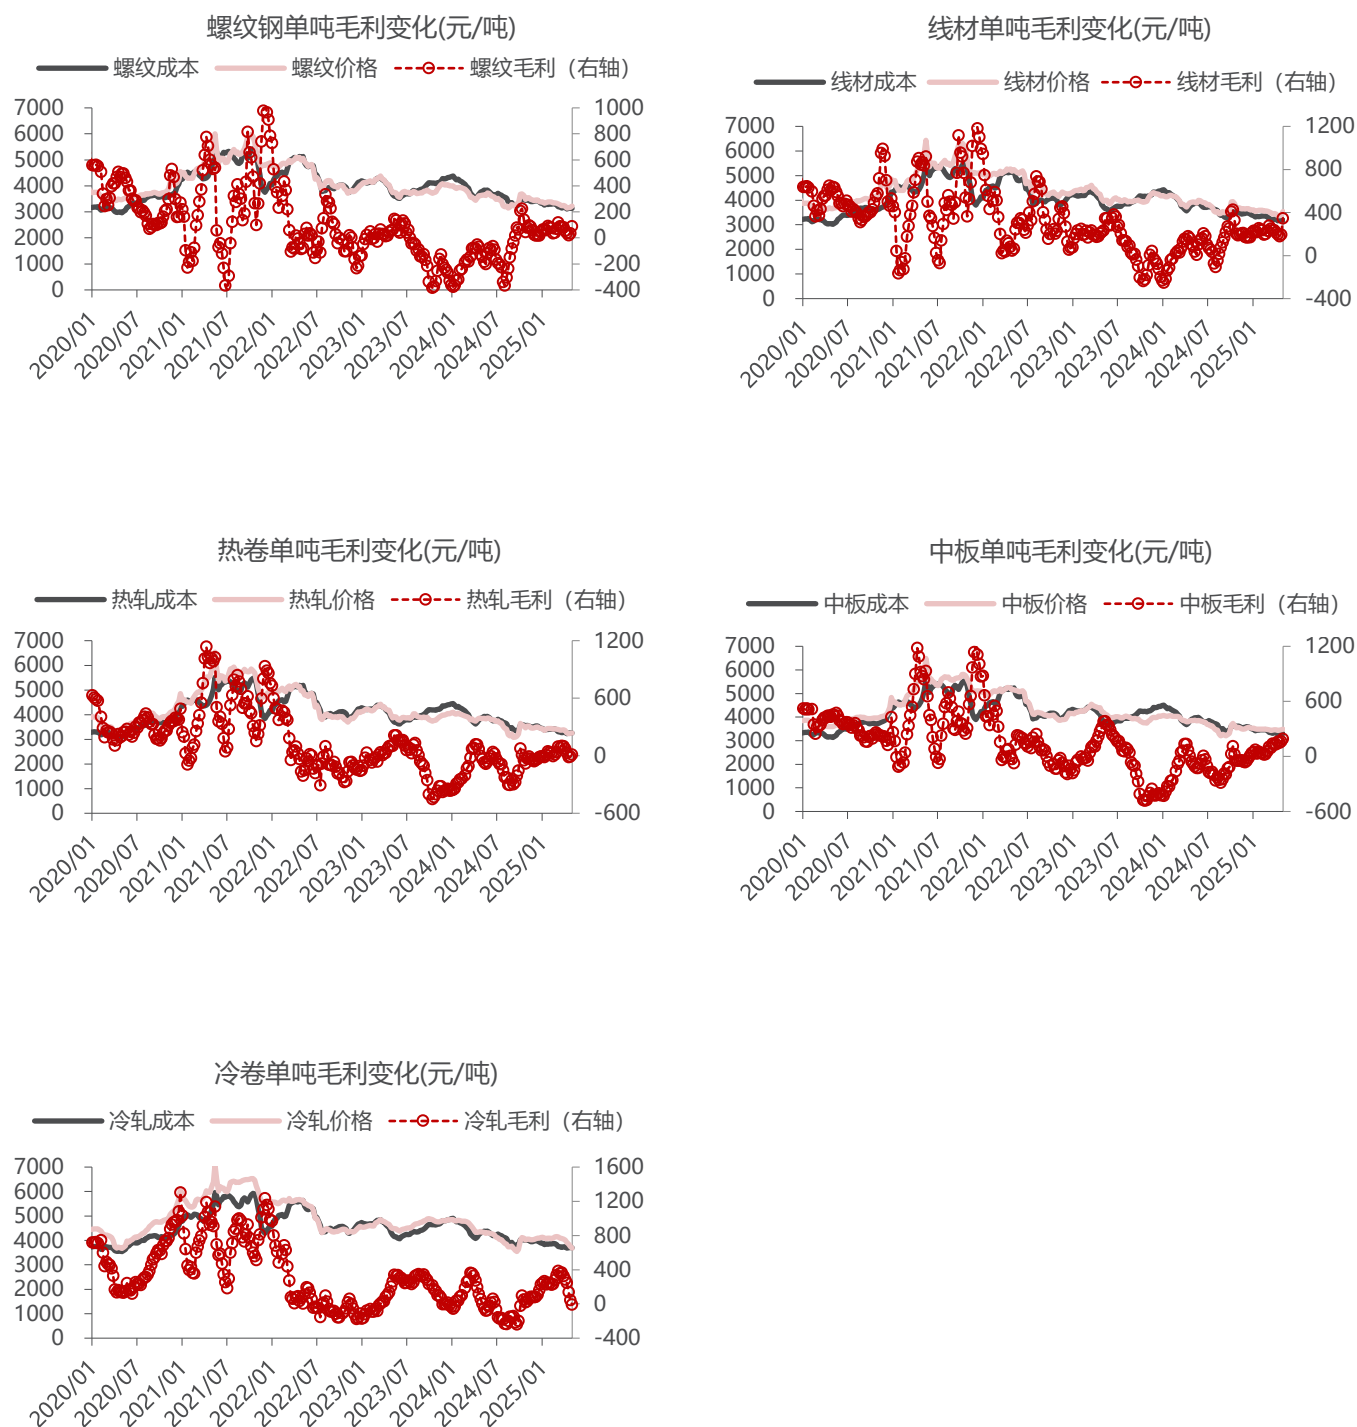 螺纹钢单吨毛利变化(元/吨)
螺纹成本 螺纹价格 螺纹毛利（右轴）
7000 1000
6000 800
5000 600
4000 400
3000 200
2000 0
1000 -200
0 -400
2020/01 2020/07 2021/01 2021/07 2022/01 2022/07 2023/01 2023/07 2024/01 2024/07 2025/01
线材单吨毛利变化(元/吨)
线材成本 线材价格 线材毛利（右轴）
7000 1200
6000
5000 800
4000
3000 400
2000 0
1000
0 -400
2020/01 2020/07 2021/01 2021/07 2022/01 2022/07 2023/01 2023/07 2024/01 2024/07 2025/01
热卷单吨毛利变化(元/吨)
热轧成本 热轧价格 热轧毛利（右轴）
7000 1200
6000
5000 600
4000
3000
2000 0
1000
0 -600
2020/01 2020/07 2021/01 2021/07 2022/01 2022/07 2023/01 2023/07 2024/01 2024/07 2025/01
中板单吨毛利变化(元/吨)
中板成本 中板价格 中板毛利（右轴）
7000 1200
6000
5000 600
4000
3000
2000 0
1000
0 -600
2020/01 2020/07 2021/01 2021/07 2022/01 2022/07 2023/01 2023/07 2024/01 2024/07 2025/01
冷卷单吨毛利变化(元/吨)
冷轧成本 冷轧价格 冷轧毛利（右轴）
7000 1600
6000 1200
5000
4000 800
3000 400
2000
1000 0
0 -400
2020/01 2020/07 2021/01 2021/07 2022/01 2022/07 2023/01 2023/07 2024/01 2024/07 2025/01